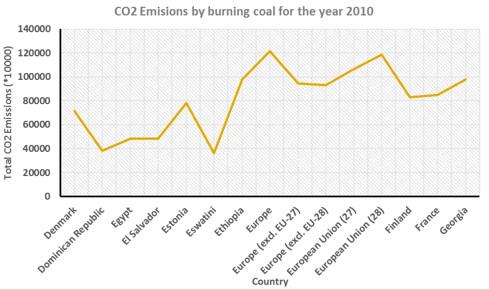 CO2 Emisions by burning coal for the year 2010
Total CO2 Emissions (*10000)
140000
120000
100000
80000
60000
40000
20000
0
Denmark
Dominican Republic
Egypt
El Salvador
Estonia
Eswatini
Ethiopia
Europe
Europe (excl. EU-27)
Europe (excl. EU-28)
European Union (27)
European Union (28)
Finland
France
Georgia
Country